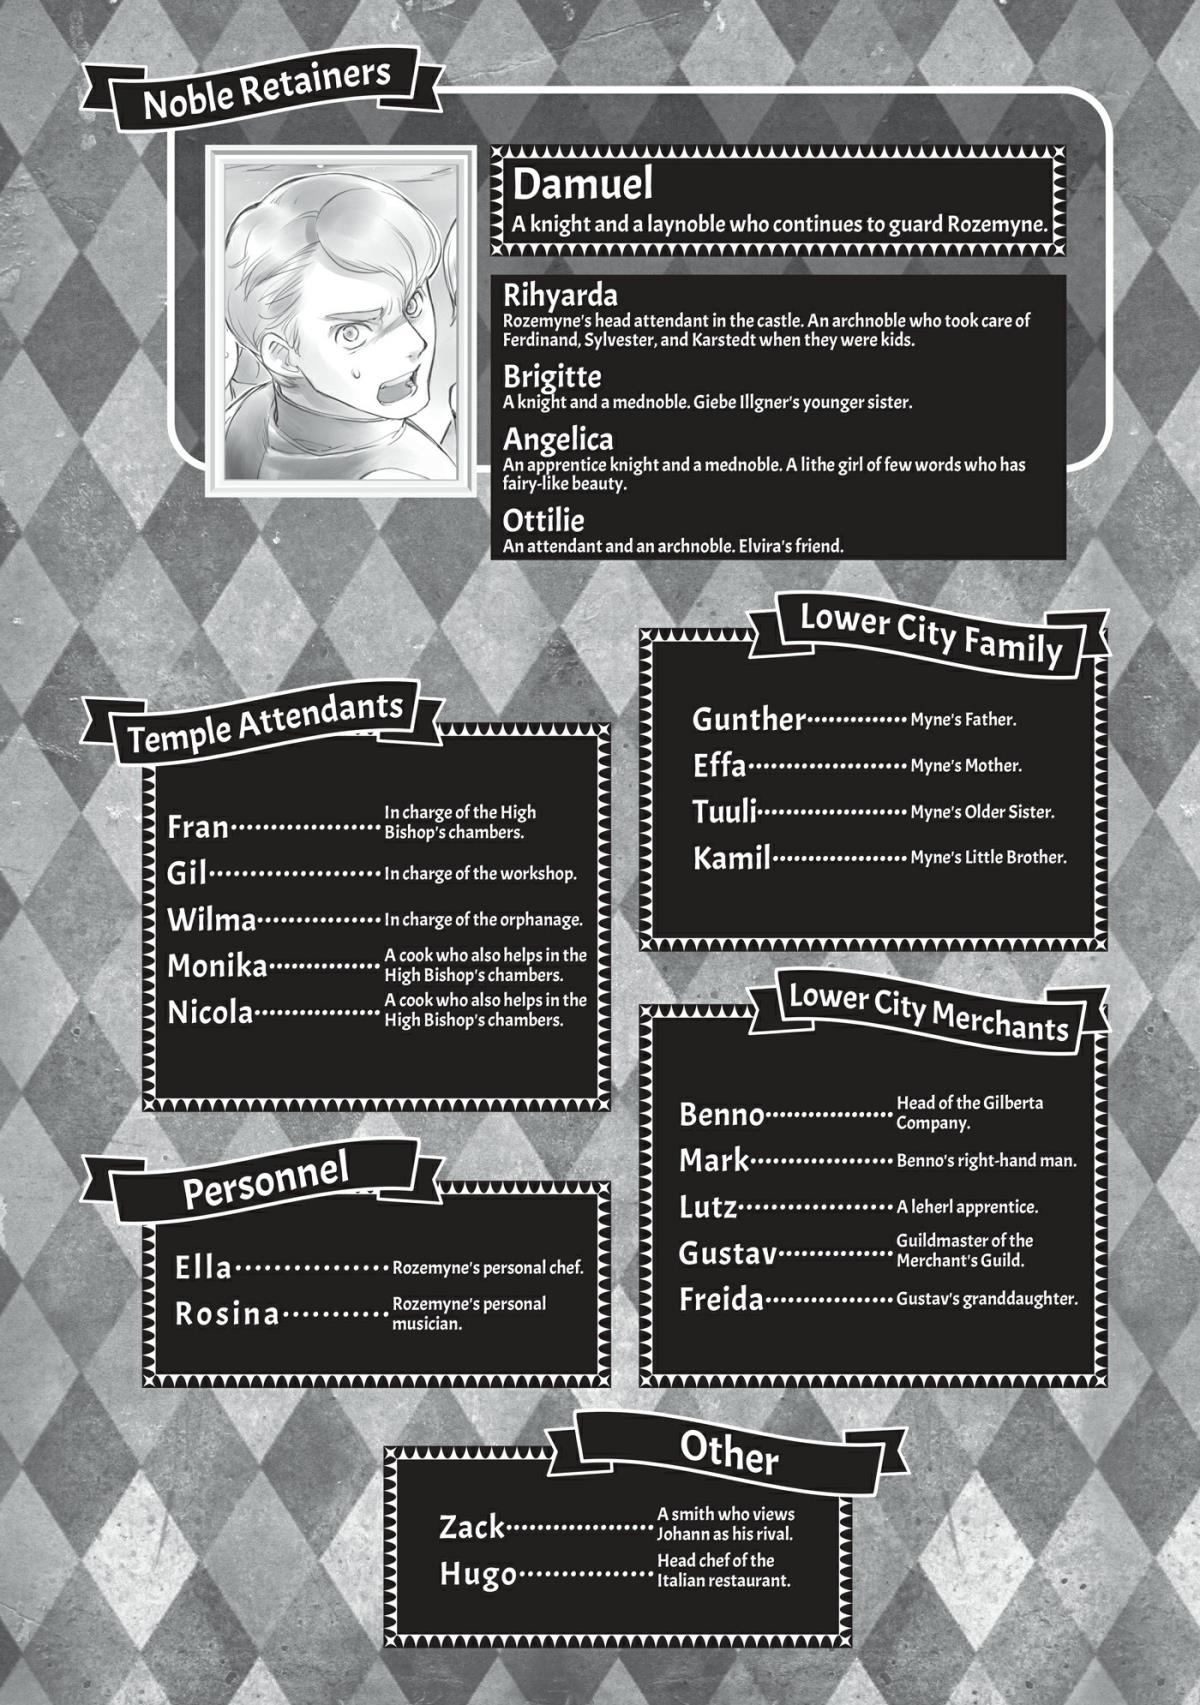 Noble Retainers
Damuel
A knight and a laynoble who continues to guard Rozemyne.
Rihyarda
Rozemyne's head attendant in the castle. An archnoble who took care of
Ferdinand, Sylvester, and Karstedt when they were kids.
Brigitte
A knight and a mednoble. Giebe Illgner's younger sister.
Angelica
An apprentice knight and a mednoble. A lithe girl of few words who has
fairy-like beauty.
Ottilie
An attendant and an archnoble. Elvira's friend.
Temple Attendants
Fran
In charge of the High
Bishop's chambers.
Gil
In charge of the workshop.
Wilma
In charge of the orphanage.
Monika
A cook who also helps in the
High Bishop's chambers.
Nicola
A cook who also helps in the
High Bishop's chambers.
Personnel
Ella
Rozemyne's personal chef.
Rosina
Rozemyne's personal
musician.
Lower City Family
Gunther
Myne's Father.
Effa
Myne's Mother.
Tuuli
Myne's Older Sister.
Kamil
Myne's Little Brother.
Lower City Merchants
Benno
Head of the Gilberta
Company.
Mark
Benno's right-hand man.
Lutz
A leherl apprentice.
Gustav
Guildmaster of the
Merchant's Guild.
Freida
Gustav's granddaughter.
Other
Zack
A smith who views
Johann as his rival.
Hugo
Head chef of the
Italian restaurant.